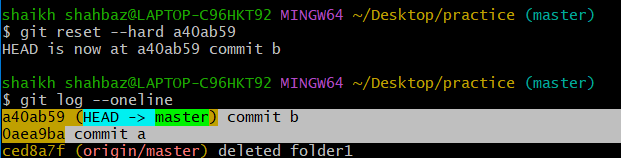 shaikh shahbaz@LAPTOP-C96HKT92 MINGW64 ~/Desktop/practice (master)
$ git reset --hard a40ab59
HEAD is now at a40ab59 commit b
shaikh shahbaz@LAPTOP-C96HKT92 MINGW64 ~/Desktop/practice (master)
$ git log --oneline
a40ab59 (HEAD -> master) commit b
0aea9ba commit a
ced8a7f (origin/master) deleted folder1